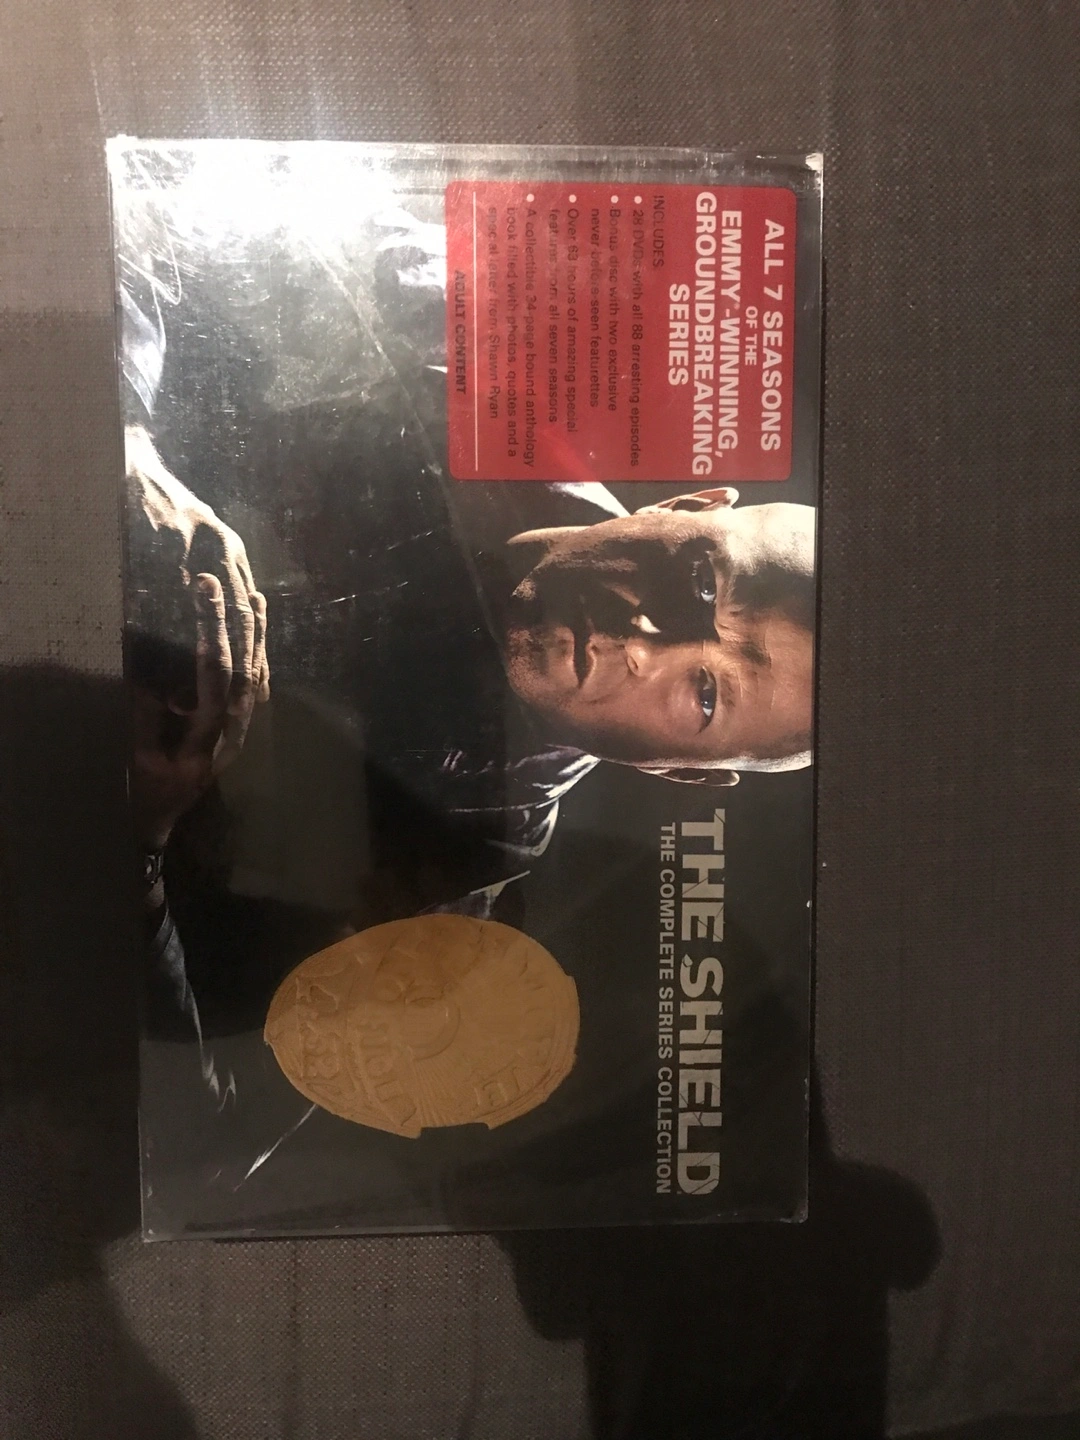 ALL 7 SEASONS
OF THE
EMMY®-WINNING,
GROUNDBREAKING
SERIES
INCLUDES:
• 28 DVDs with all 88 arresting episodes
• Bonus disc with two exclusive
never-before-seen featurettes
• Over 63 hours of amazing special
features from all seven seasons
• A collectible 34-page bound anthology
book filled with photos, quotes and a
special letter from Shawn Ryan
ADULT CONTENT
THE SHIELD
THE COMPLETE SERIES COLLECTION